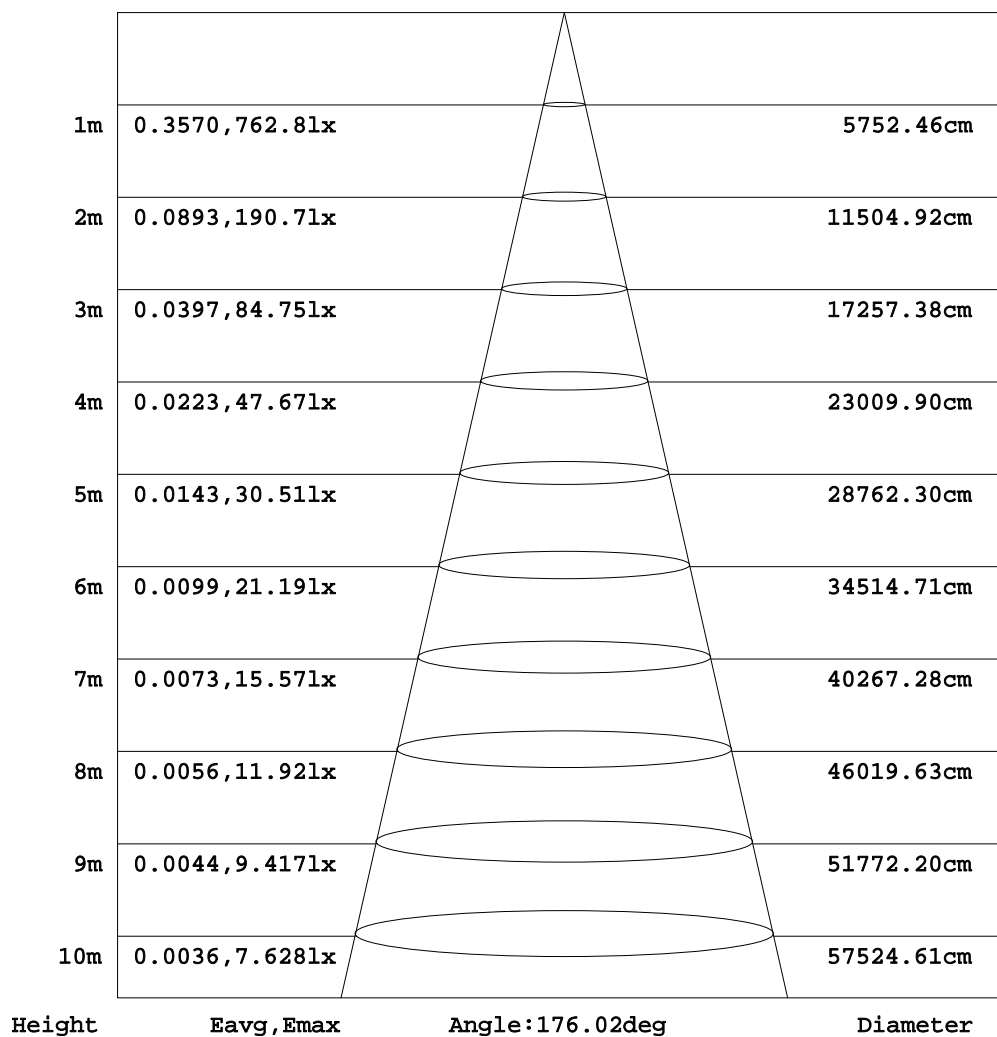 1m 0.3570,762.8lx 5752.46cm
2m 0.0893,190.7lx 11504.92cm
3m 0.0397,84.75lx 17257.38cm
4m 0.0223,47.67lx 23009.90cm
5m 0.0143,30.51lx 28762.30cm
6m 0.0099,21.19lx 34514.71cm
7m 0.0073,15.57lx 40267.28cm
8m 0.0056,11.92lx 46019.63cm
9m 0.0044,9.417lx 51772.20cm
10m 0.0036,7.628lx 57524.61cm
Height Eavg,Emax Angle:176.02deg Diameter